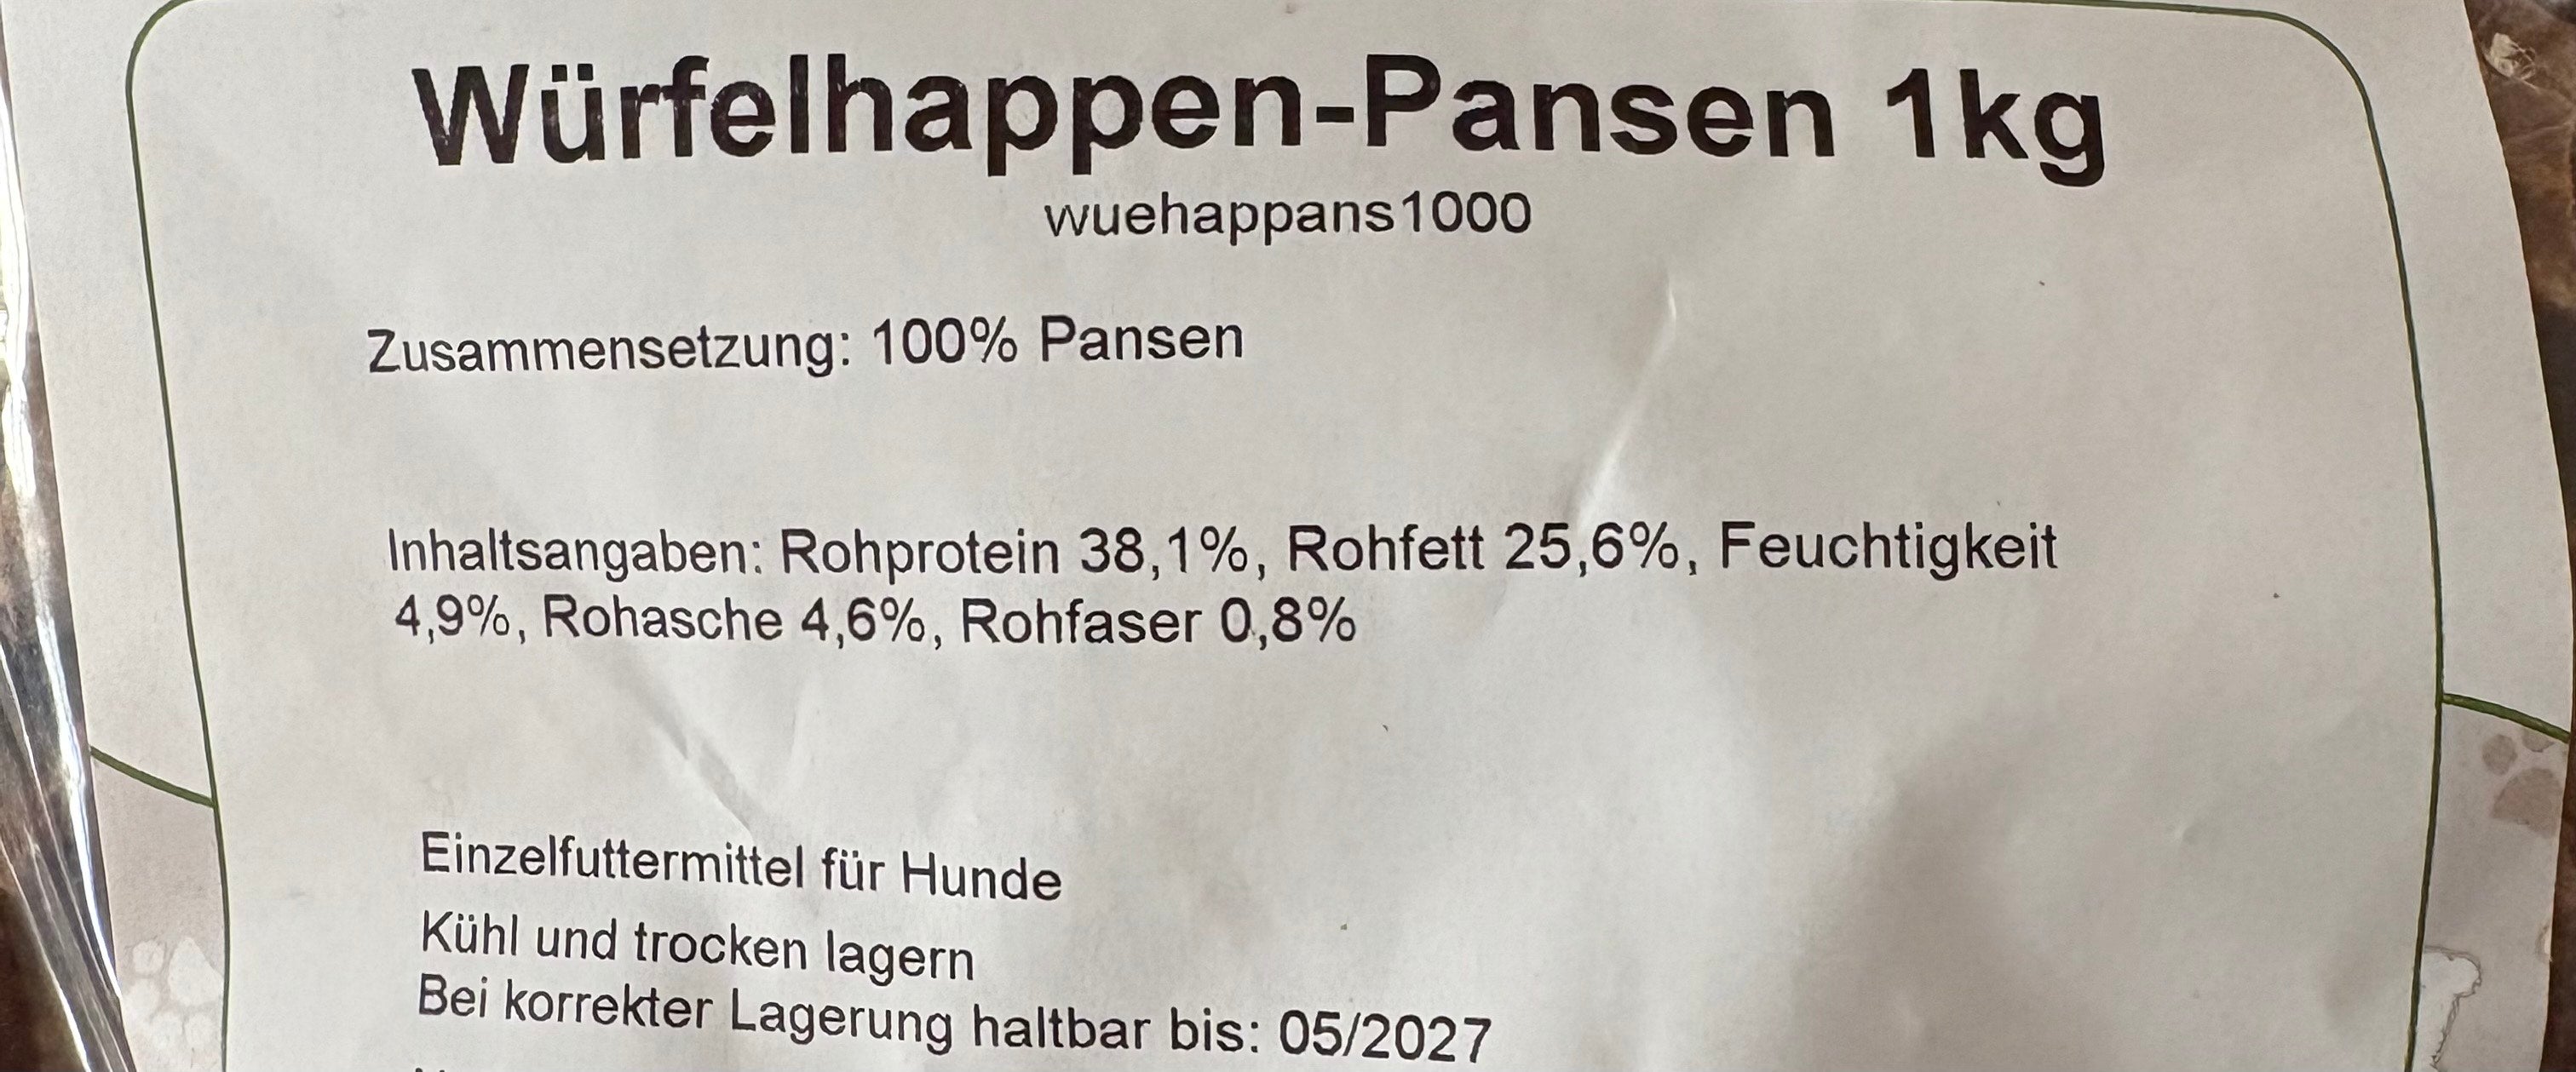 Würfelhappen-Pansen 1kg
wuehappans1000
Zusammensetzung: 100% Pansen
Inhaltsangaben: Rohprotein 38,1%, Rohfett 25,6%, Feuchtigkeit
4,9%, Rohasche 4,6%, Rohfaser 0,8%
Einzelfuttermittel für Hunde
Kühl und trocken lagern
Bei korrekter Lagerung haltbar bis: 05/2027